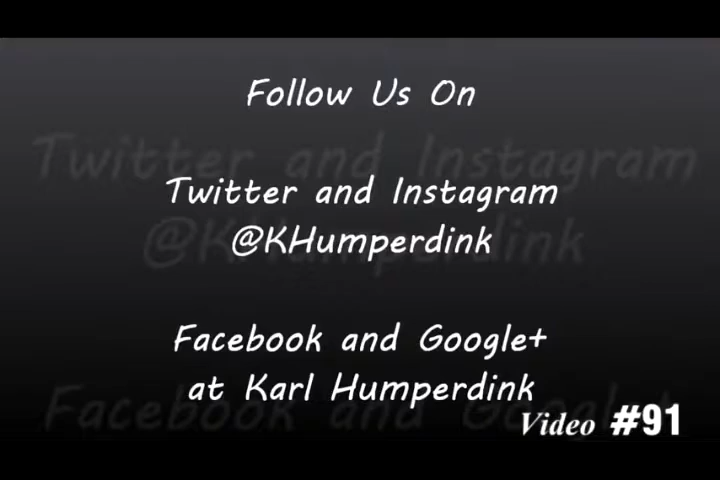 Follow Us On
Twitter and Instagram
@KHumperdink
Facebook and Google+
at Karl Humperdink
Video #91